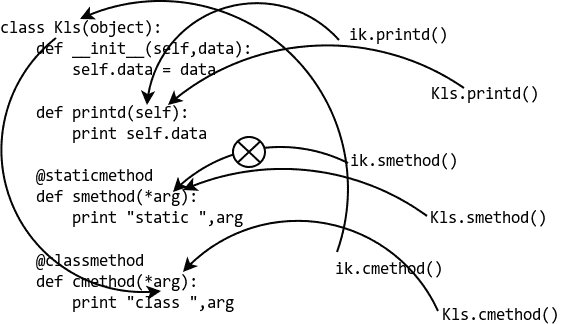 class Kls(object):
    def __init__(self,data):
        self.data = data
    def printd(self):
        print self.data
    @staticmethod
    def smethod(*arg):
        print "static ",arg
    @classmethod
    def cmethod(*arg):
        print "class ",arg
ik.printd()
Kls.printd()
ik.smethod()
Kls.smethod()
ik.cmethod()
Kls.cmethod()